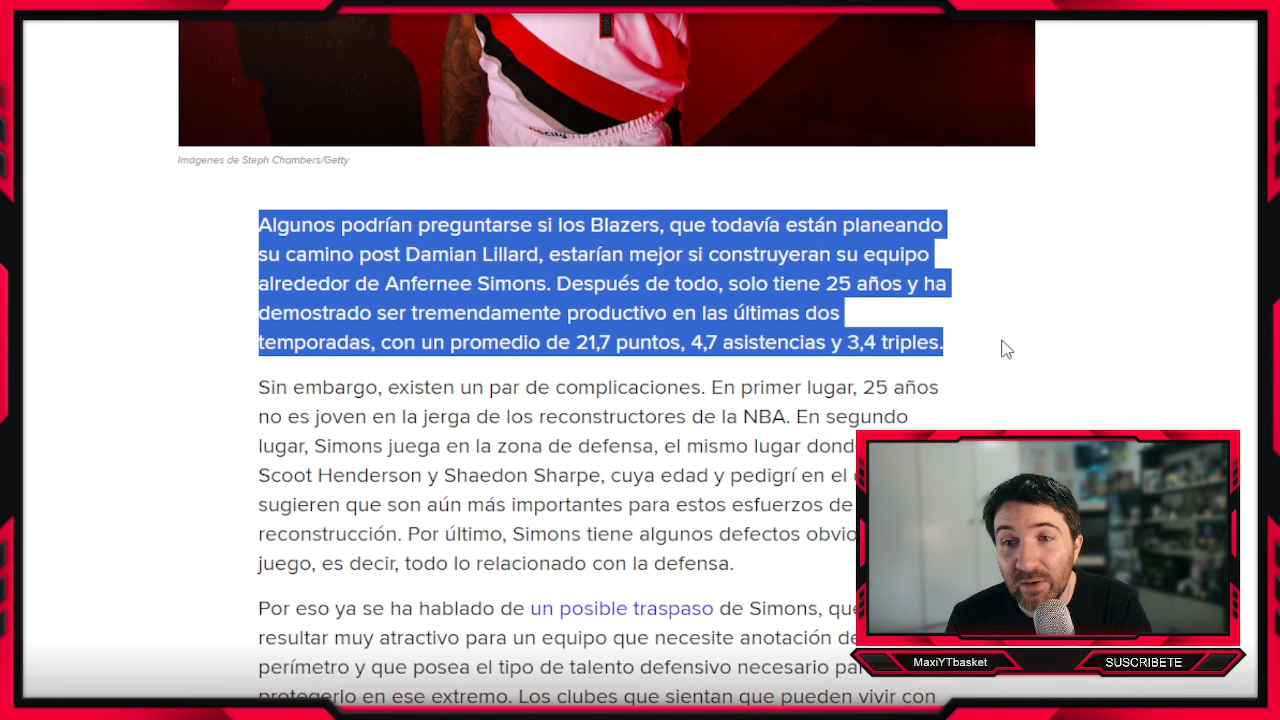 Imágenes de Steph Chambers/Getty
Algunos podrían preguntarse si los Blazers, que todavía están planeando
su camino post Damian Lillard, estarían mejor si construyeran su equipo
alrededor de Anfernee Simons. Después de todo, solo tiene 25 años y ha
demostrado ser tremendamente productivo en las últimas dos
temporadas, con un promedio de 21,7 puntos, 4,7 asistencias y 3,4 triples.
Sin embargo, existen un par de complicaciones. En primer lugar, 25 años
no es joven en la jerga de los reconstructores de la NBA. En segundo
lugar, Simons juega en la zona de defensa, el mismo lugar
Scoot Henderson y Shaedon Sharpe, cuya edad y pedigrí en el
sugieren que son aún más importantes para estos esfuerzos de
reconstrucción. Por último, Simons tiene algunos defectos
juego, es decir, todo lo relacionado con la defensa.
Por eso ya se ha hablado de un posible traspaso de Simons,
resultar muy atractivo para un equipo que necesite anotación
perímetro y que posea el tipo de talento defensivo necesario
protegerlo en ese extremo. Los clubes que sientan que pueden vivir con
MaxiYTbasket
SUSCRIBETE